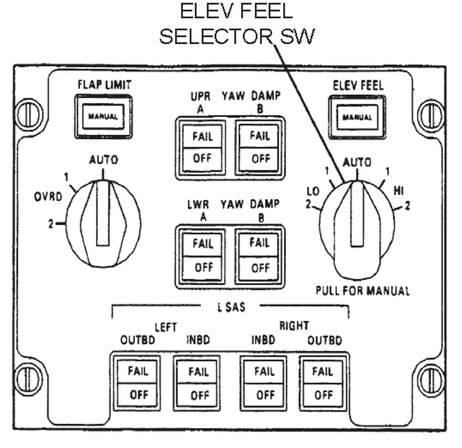 ELEV FEEL
SELECTOR SW
FLAP LIMIT
MANUAL
UPR YAW DAMP
A B
FAIL FAIL
OFF OFF
ELEV FEEL
MANUAL
AUTO
1
OVRD
2
LWR YAW DAMP
A B
FAIL FAIL
OFF OFF
AUTO
1 1
LO HI
2 2
PULL FOR MANUAL
LSAS
LEFT RIGHT
OUTBD INBD INBD OUTBD
FAIL FAIL FAIL FAIL
OFF OFF OFF OFF